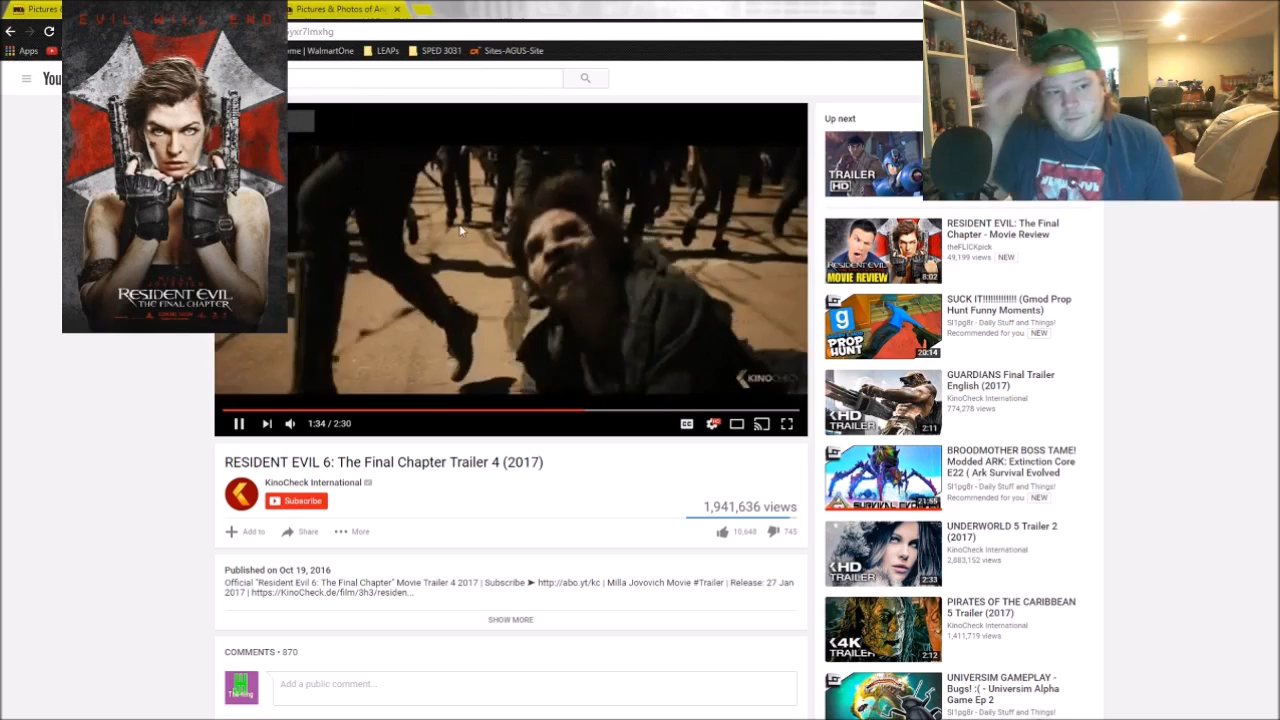 EVIL WILL END
Pictures
Pictures & Photos of An
yxr7lmxhg
Apps
ome | WalmartOne
LEAPs
SPED 3031
Sites-AGUS-Site
You
RESIDENT EVIL
THE FINAL CHAPTER
KINOCHECK
1:34 / 2:30
CC
HD
RESIDENT EVIL 6: The Final Chapter Trailer 4 (2017)
KinoCheck International
Subscribe
1,941,636 views
Add to
Share
More
10,648
745
Published on Oct 19, 2016
Official "Resident Evil 6: The Final Chapter" Movie Trailer 4 2017 | Subscribe ➤ http://abo.yt/kc | Milla Jovovich Movie #Trailer | Release: 27 Jan
2017 | https://KinoCheck.de/film/3h3/residen...
SHOW MORE
COMMENTS • 870
Add a public comment...
Up next
TRAILER
HD
RESIDENT EVIL
MOVIE REVIEW
8:02
RESIDENT EVIL: The Final
Chapter - Movie Review
theFLICKpick
49,199 views NEW
PROP
HUNT
20:14
SUCK IT!!!!!!!!!!!!! (Gmod Prop
Hunt Funny Moments)
Sl1pg8r - Daily Stuff and Things!
Recommended for you NEW
HD
TRAILER
2:11
GUARDIANS Final Trailer
English (2017)
KinoCheck International
774,278 views
SURVIVAL EVOLVED
21:55
BROODMOTHER BOSS TAME!
Modded ARK: Extinction Core
E22 ( Ark Survival Evolved
Sl1pg8r - Daily Stuff and Things!
Recommended for you NEW
HD
TRAILER
2:33
UNDERWORLD 5 Trailer 2
(2017)
KinoCheck International
2,883,152 views
4K
TRAILER
2:12
PIRATES OF THE CARIBBEAN
5 Trailer (2017)
KinoCheck International
1,411,719 views
UNIVERSIM GAMEPLAY -
Bugs! :( - Universim Alpha
Game Ep 2
Sl1pg8r - Daily Stuff and Things!